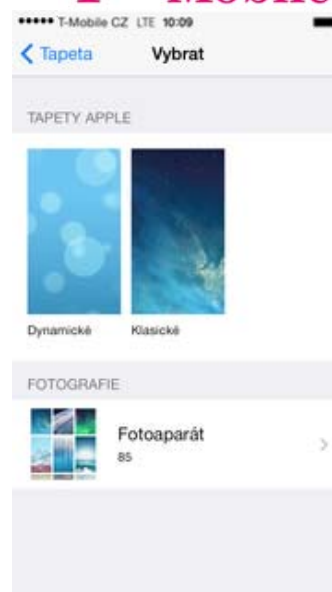 T-Mobile CZ LTE 10:09
Tapeta Vybrat
TAPETY APPLE
Dynamické Klasické
FOTOGRAFIE
Fotoaparát
85